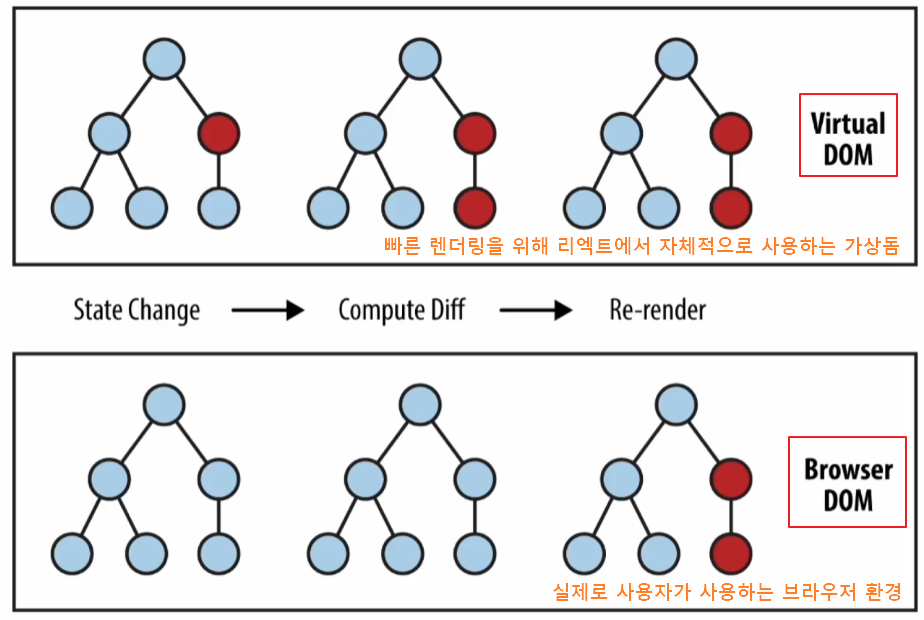 Virtual
DOM
빠른 렌더링을 위해 리엑트에서 자체적으로 사용하는 가상돔
State Change
Compute Diff
Re-render
Browser
DOM
실제로 사용자가 사용하는 브라우저 환경